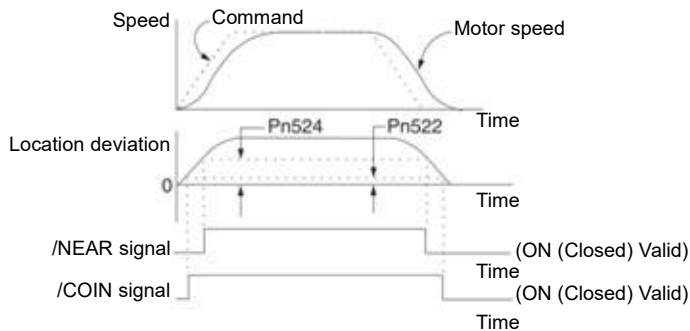 Speed
Command
Motor speed
Time
Location deviation
Pn524
Pn522
0
Time
/NEAR signal
(ON (Closed) Valid)
Time
/COIN signal
(ON (Closed) Valid)
Time